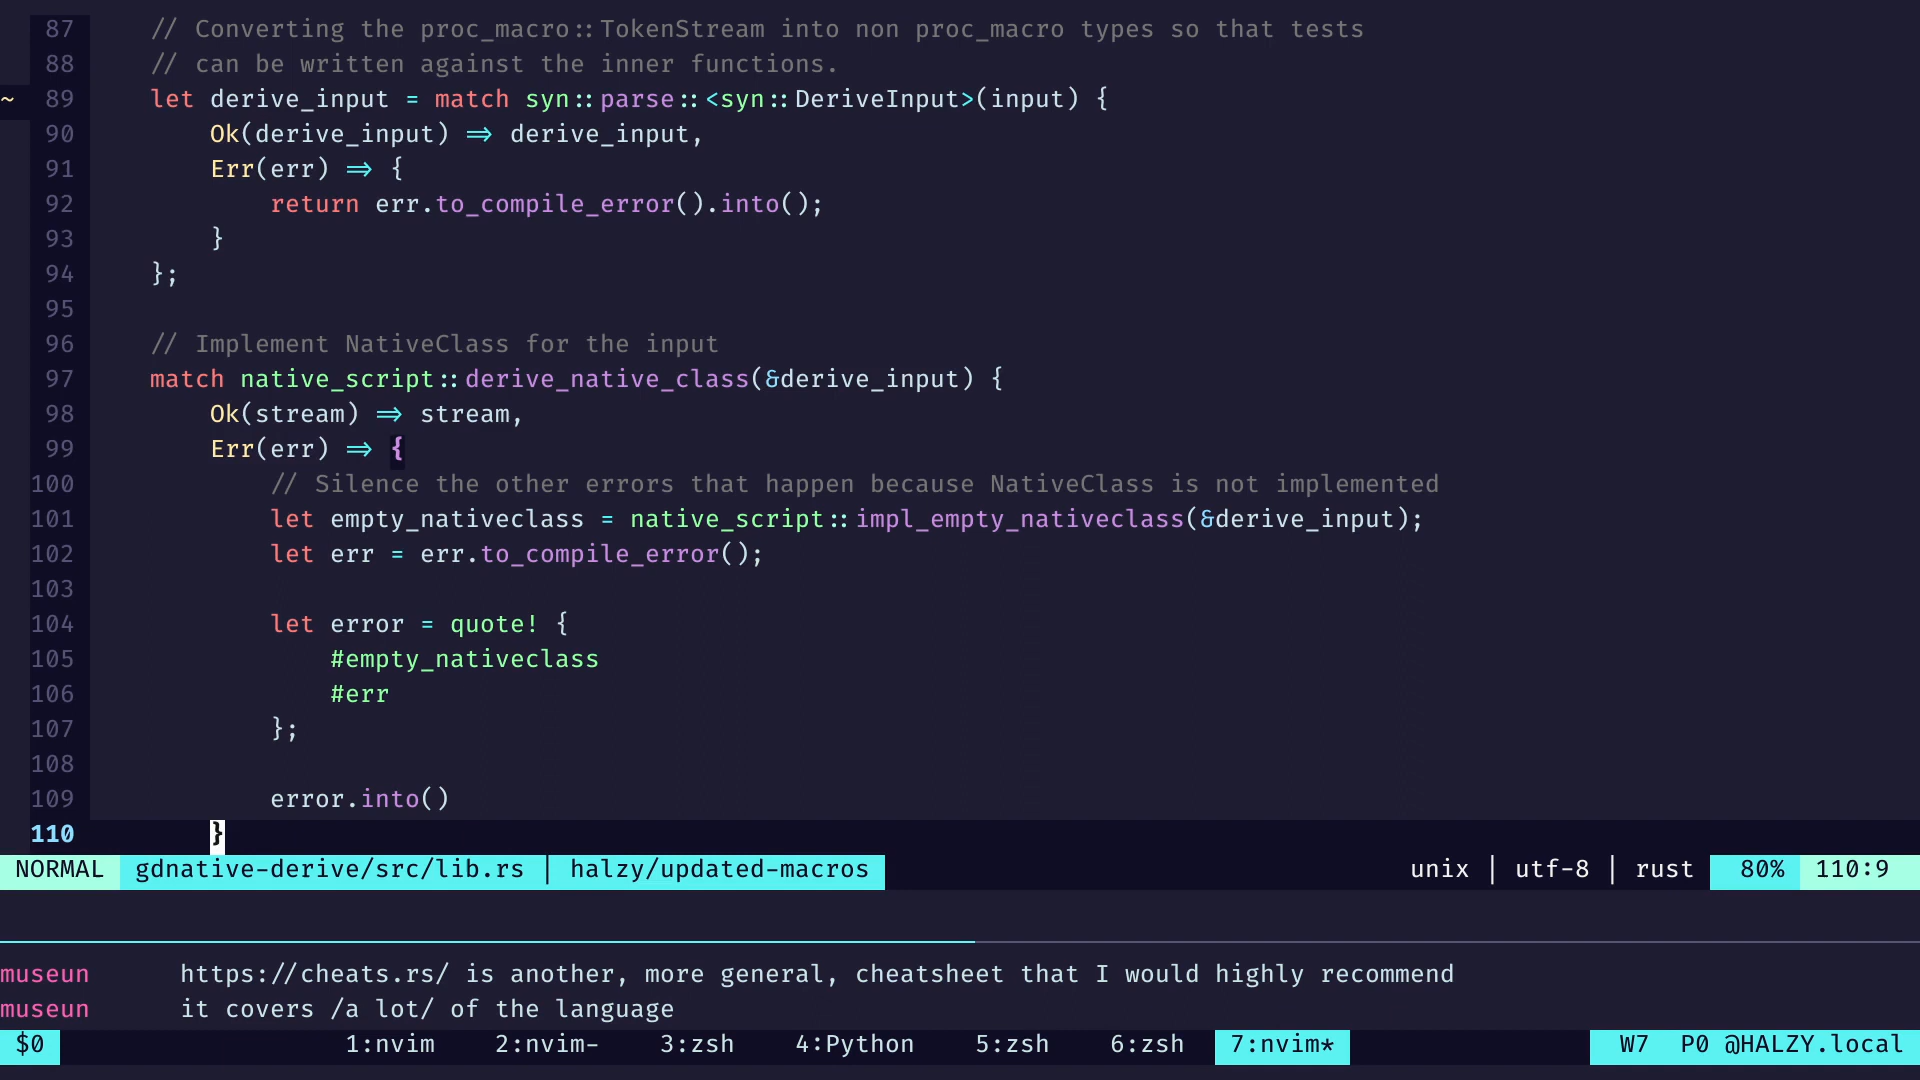 87 // Converting the proc_macro::TokenStream into non proc_macro types so that tests
88 // can be written against the inner functions.
~ 89 let derive_input = match syn::parse::<syn::DeriveInput>(input) {
90 Ok(derive_input) => derive_input,
91 Err(err) => {
92 return err.to_compile_error().into();
93 }
94 };
95
96 // Implement NativeClass for the input
97 match native_script::derive_native_class(&derive_input) {
98 Ok(stream) => stream,
99 Err(err) => {
100 // Silence the other errors that happen because NativeClass is not implemented
101 let empty_nativeclass = native_script::impl_empty_nativeclass(&derive_input);
102 let err = err.to_compile_error();
103
104 let error = quote! {
105 #empty_nativeclass
106 #err
107 };
108
109 error.into()
110 }
NORMAL gdnative-derive/src/lib.rs | halzy/updated-macros unix | utf-8 | rust 80% 110:9
museun https://cheats.rs/ is another, more general, cheatsheet that I would highly recommend
museun it covers /a lot/ of the language
$0 1:nvim 2:nvim- 3:zsh 4:Python 5:zsh 6:zsh 7:nvim* W7 P0 @HALZY.local